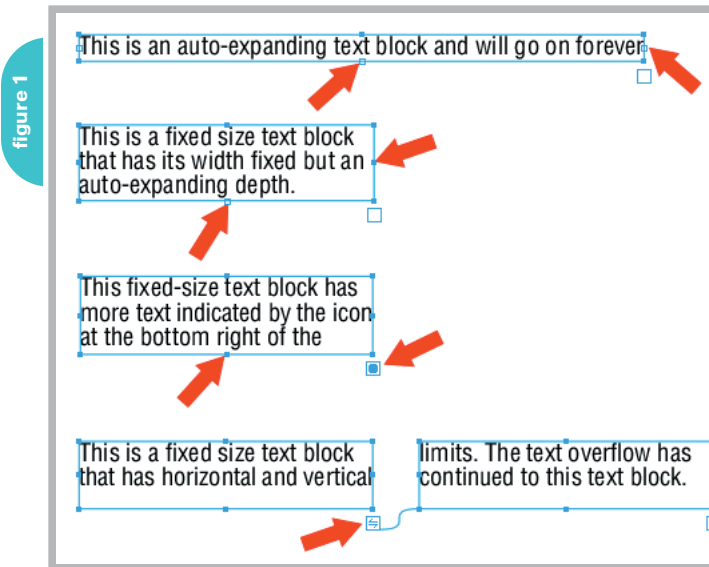 figure 1
This is an auto-expanding text block and will go on forever
This is a fixed size text block
that has its width fixed but an
auto-expanding depth.
This fixed-size text block has
more text indicated by the icon
at the bottom right of the
This is a fixed size text block
that has horizontal and vertical
limits. The text overflow has
continued to this text block.